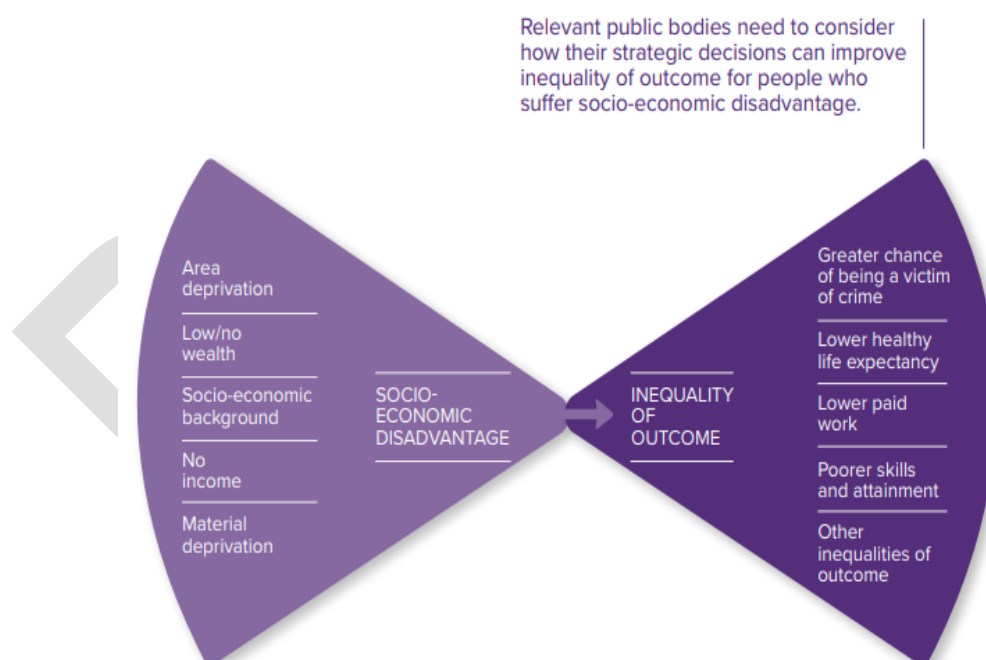 Relevant public bodies need to consider
how their strategic decisions can improve
inequality of outcome for people who
suffer socio-economic disadvantage.
Area
deprivation
Low/no
wealth
Socio-economic
background
No
income
Material
deprivation
SOCIO-
ECONOMIC
DISADVANTAGE
INEQUALITY
OF
OUTCOME
Greater chance
of being a victim
of crime
Lower healthy
life expectancy
Lower paid
work
Poorer skills
and attainment
Other
inequalities of
outcome